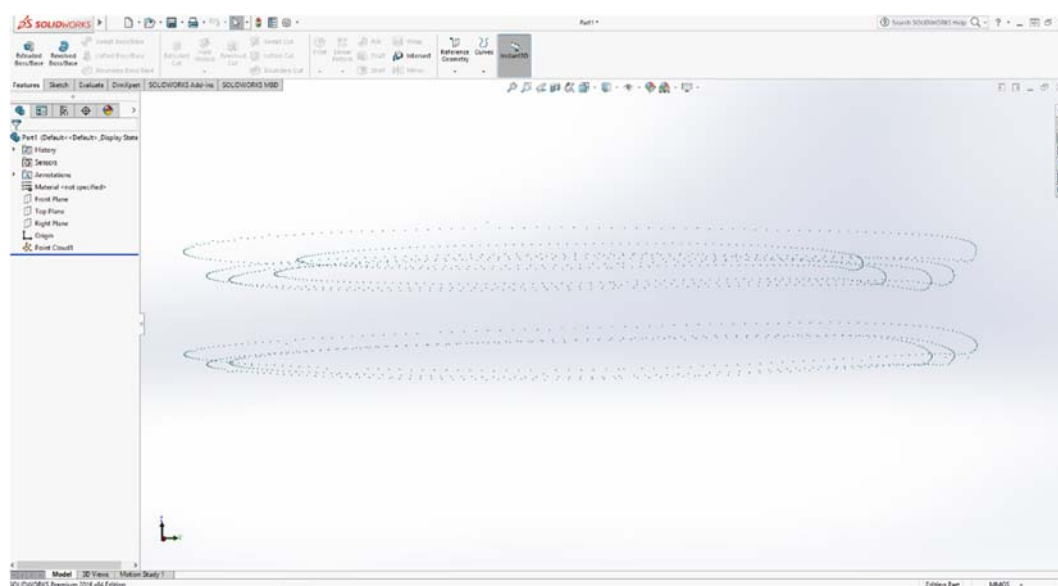 SOLIDWORKS
Part1 *
Search SOLIDWORKS Help
Extruded Boss/Base
Revolved Boss/Base
Swept Boss/Base
Lofted Boss/Base
Boundary Boss/Base
Extruded Cut
Revolved Cut
Swept Cut
Lofted Cut
Boundary Cut
Linear Pattern
Rib
Wrap
Draft
Intersect
Shell
Mirror
Reference Geometry
Curves
Instant3D
Features
Sketch
Evaluate
DimXpert
SOLIDWORKS Add-Ins
SOLIDWORKS MBD
Part1 (Default<<Default>_Display State
History
Sensors
Annotations
Material <not specified>
Front Plane
Top Plane
Right Plane
Origin
Point Cloud1
Model
3D Views
Motion Study 1
SOLIDWORKS Premium 2016 x64 Edition
Editing Part
MMGS